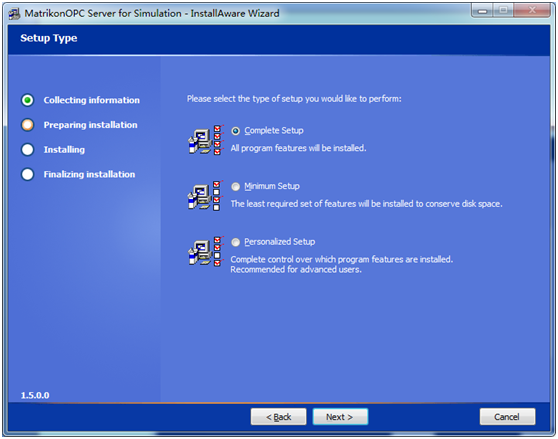 MatrikonOPC Server for Simulation - InstallAware Wizard
Setup Type
Collecting information
Preparing installation
Installing
Finalizing installation
Please select the type of setup you would like to perform:
Complete Setup
All program features will be installed.
Minimum Setup
The least required set of features will be installed to conserve disk space.
Personalized Setup
Complete control over which program features are installed.
Recommended for advanced users.
1.5.0.0
< Back
Next >
Cancel